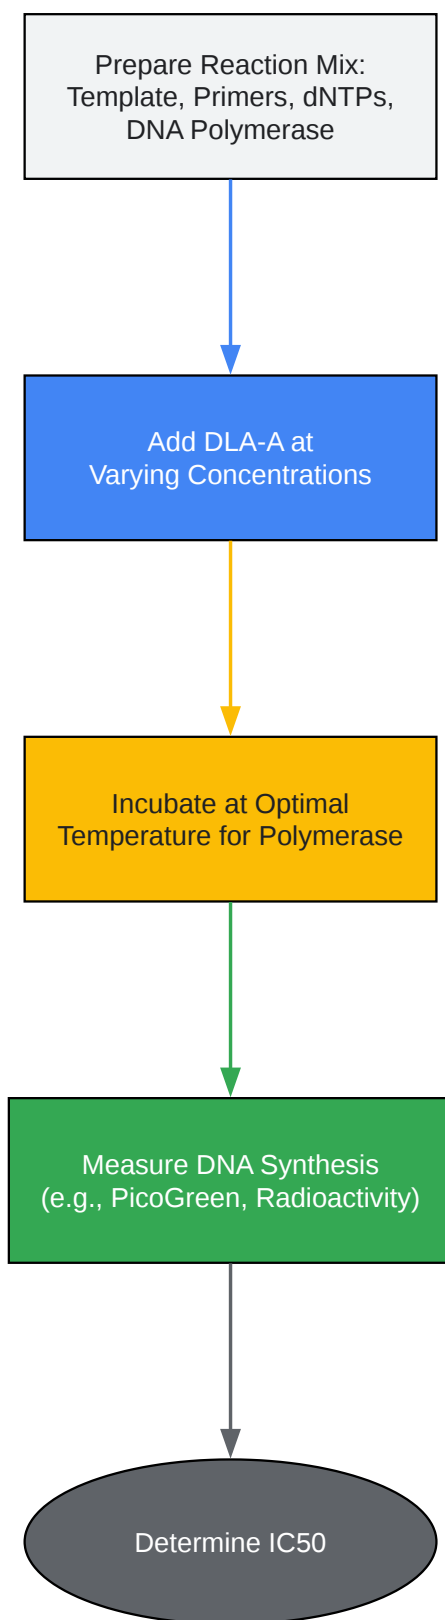 Prepare Reaction Mix:
Template, Primers, dNTPs,
DNA Polymerase
Add DLA-A at
Varying Concentrations
Incubate at Optimal
Temperature for Polymerase
Measure DNA Synthesis
(e.g., PicoGreen, Radioactivity)
Determine IC50